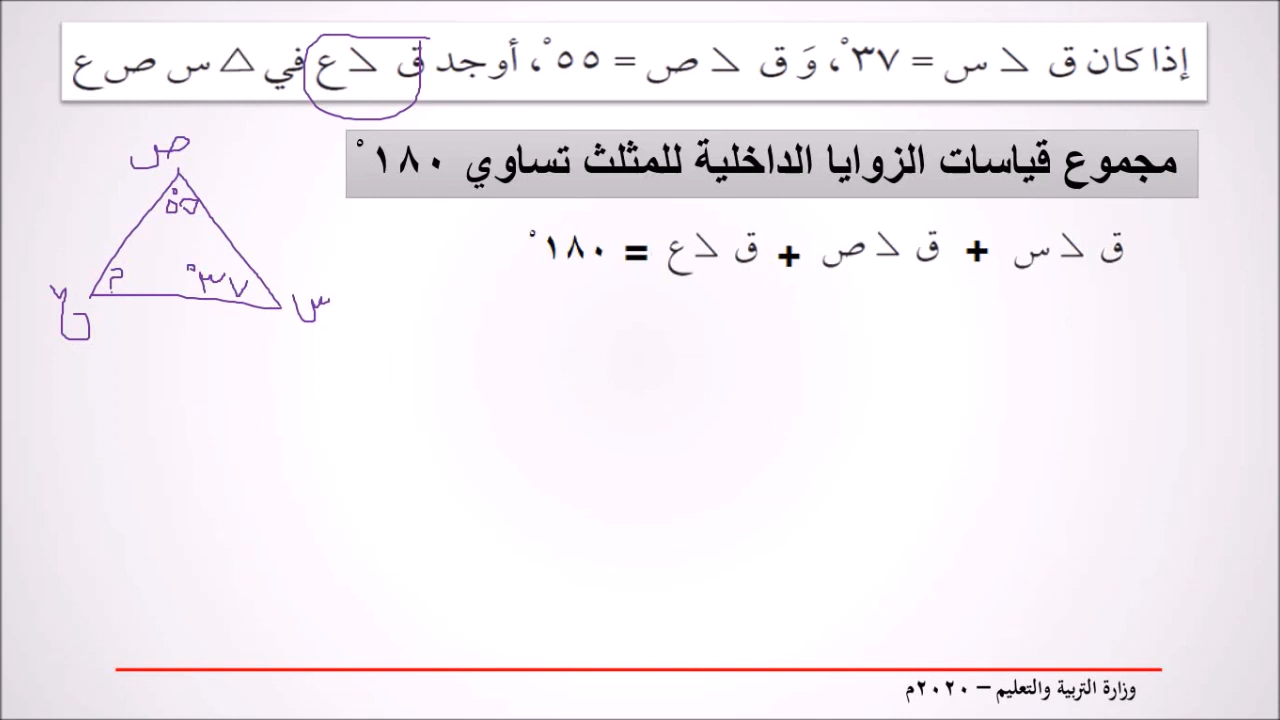 إذا كان ق ∠ س = ٣٧°، وَ ق ∠ ص = ٥٥°، أوجد ق ∠ ع في △ س ص ع
مجموع قياسات الزوايا الداخلية للمثلث تساوي ١٨٠°
ق ∠ س + ق ∠ ص + ق ∠ ع = ١٨٠°
ص
٥٥°
؟
٣٧°
س
وزارة التربية والتعليم – ٢٠٢٠م